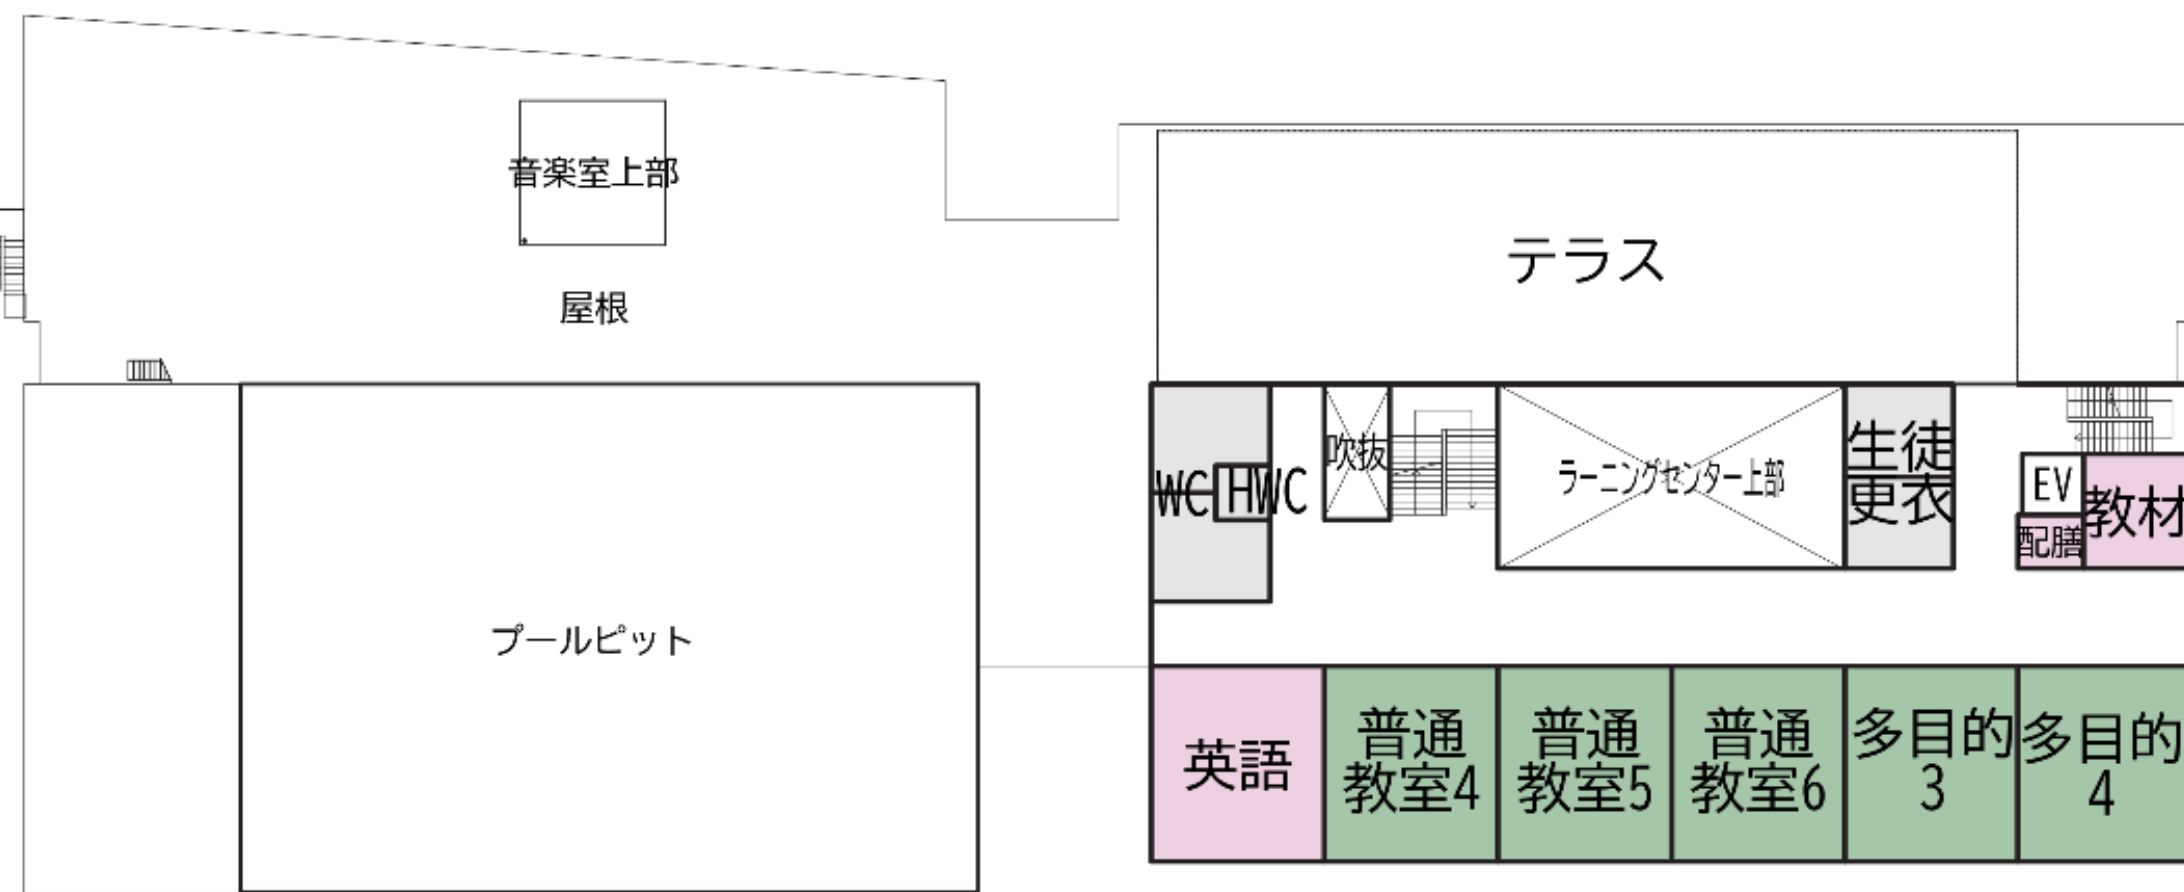 音楽室上部
屋根
テラス
プールピット
WC
HWC
吹抜
ラーニングセンター上部
生徒
更衣
EV
配膳
教材
英語
普通
教室4
普通
教室5
普通
教室6
多目的
3
多目的
4